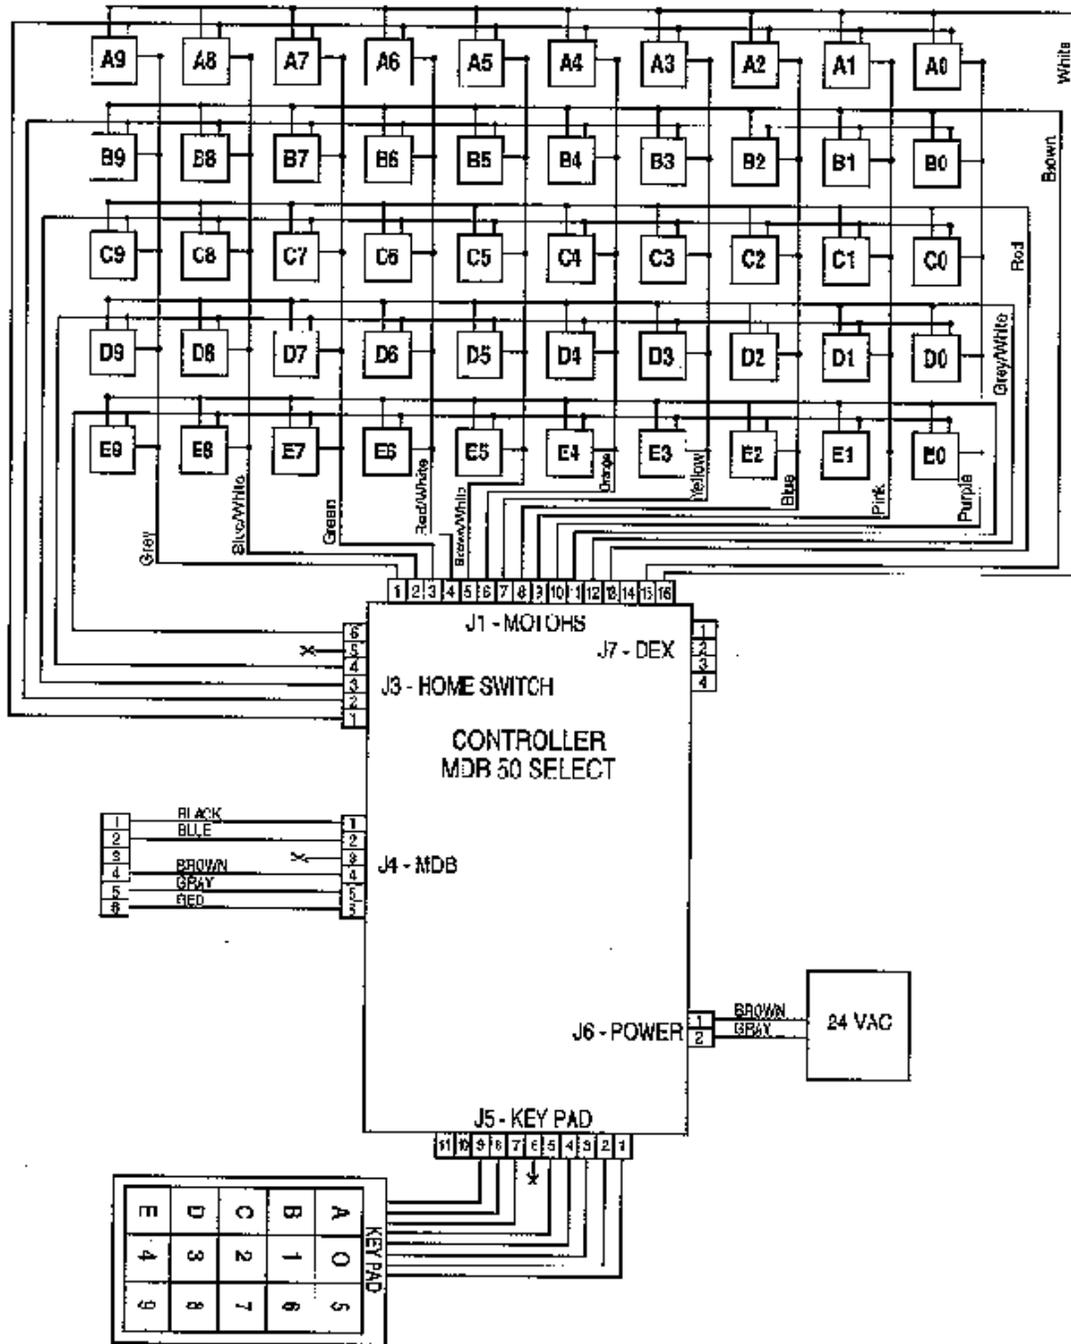 A9 A8 A7 A6 A5 A4 A3 A2 A1 A0
White
B9 B8 B7 B6 B5 B4 B3 B2 B1 B0
Brown
C9 C8 C7 C6 C5 C4 C3 C2 C1 C0
Red
D9 D8 D7 D6 D5 D4 D3 D2 D1 D0
Grey/White
E9 E8 E7 E6 E5 E4 E3 E2 E1 E0
Grey
Blue/White
Green
Red/White
Brown/White
Orange
Yellow
Blue
Pink
Purple
1 2 3 4 5 6 7 8 9 10 11 12 13 14 15 16
J1 - MOTORS
6
5
4
3
2
1
J3 - HOME SWITCH
J7 - DEX
1
2
3
4
CONTROLLER
MDB 50 SELECT
1 BLACK 1
2 BLUE 2
3 3
4 BROWN 4
5 GRAY 5
6 RED
J4 - MDB
J6 - POWER
1 BROWN
2 GRAY
24 VAC
J5 - KEY PAD
11 10 9 8 7 6 5 4 3 2 1
KEY PAD
E D C B A
4 3 2 1 0
9 8 7 6 5